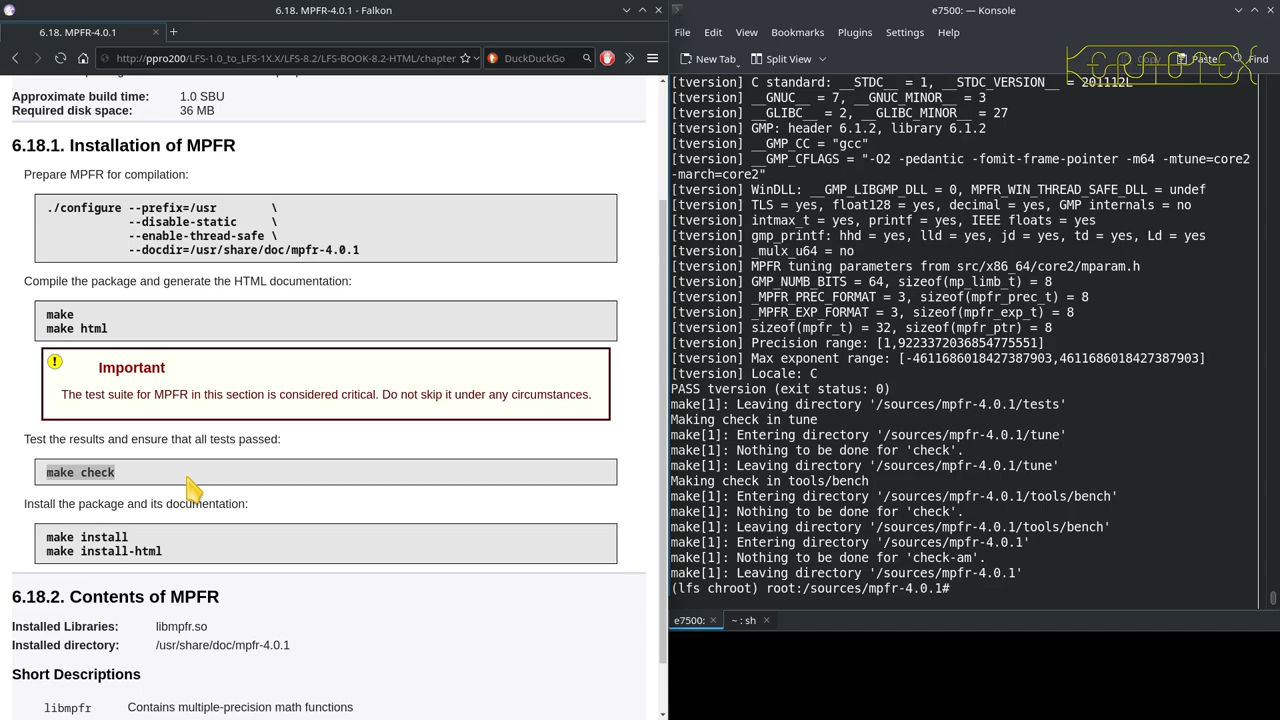 6.18. MPFR-4.0.1 - Falkon
6.18. MPFR-4.0.1
http://ppro200/LFS-1.0_to_LFS-1X.X/LFS-8.2/LFS-BOOK-8.2-HTML/chapter
DuckDuckGo
Approximate build time: 1.0 SBU
Required disk space: 36 MB
6.18.1. Installation of MPFR
Prepare MPFR for compilation:
./configure --prefix=/usr \
--disable-static \
--enable-thread-safe \
--docdir=/usr/share/doc/mpfr-4.0.1
Compile the package and generate the HTML documentation:
make
make html
Important
The test suite for MPFR in this section is considered critical. Do not skip it under any circumstances.
Test the results and ensure that all tests passed:
make check
Install the package and its documentation:
make install
make install-html
6.18.2. Contents of MPFR
Installed Libraries: libmpfr.so
Installed directory: /usr/share/doc/mpfr-4.0.1
Short Descriptions
libmpfr Contains multiple-precision math functions
e7500: — Konsole
File Edit View Bookmarks Plugins Settings Help
New Tab Split View Copy Paste Find
[tversion] C standard: __STDC__ = 1, __STDC_VERSION__ = 201112L
[tversion] __GNUC__ = 7, __GNUC_MINOR__ = 3
[tversion] __GLIBC__ = 2, __GLIBC_MINOR__ = 27
[tversion] GMP: header 6.1.2, library 6.1.2
[tversion] __GMP_CC = "gcc"
[tversion] __GMP_CFLAGS = "-O2 -pedantic -fomit-frame-pointer -m64 -mtune=core2
-march=core2"
[tversion] WinDLL: __GMP_LIBGMP_DLL = 0, MPFR_WIN_THREAD_SAFE_DLL = undef
[tversion] TLS = yes, float128 = yes, decimal = yes, GMP internals = no
[tversion] intmax_t = yes, printf = yes, IEEE floats = yes
[tversion] gmp_printf: hhd = yes, lld = yes, jd = yes, td = yes, Ld = yes
[tversion] _mulx_u64 = no
[tversion] MPFR tuning parameters from src/x86_64/core2/mparam.h
[tversion] GMP_NUMB_BITS = 64, sizeof(mp_limb_t) = 8
[tversion] _MPFR_PREC_FORMAT = 3, sizeof(mpfr_prec_t) = 8
[tversion] _MPFR_EXP_FORMAT = 3, sizeof(mpfr_exp_t) = 8
[tversion] sizeof(mpfr_t) = 32, sizeof(mpfr_ptr) = 8
[tversion] Precision range: [1,9223372036854775551]
[tversion] Max exponent range: [-4611686018427387903,4611686018427387903]
[tversion] Locale: C
PASS tversion (exit status: 0)
make[1]: Leaving directory '/sources/mpfr-4.0.1/tests'
Making check in tune
make[1]: Entering directory '/sources/mpfr-4.0.1/tune'
make[1]: Nothing to be done for 'check'.
make[1]: Leaving directory '/sources/mpfr-4.0.1/tune'
Making check in tools/bench
make[1]: Entering directory '/sources/mpfr-4.0.1/tools/bench'
make[1]: Nothing to be done for 'check'.
make[1]: Leaving directory '/sources/mpfr-4.0.1/tools/bench'
make[1]: Entering directory '/sources/mpfr-4.0.1'
make[1]: Nothing to be done for 'check-am'.
make[1]: Leaving directory '/sources/mpfr-4.0.1'
(lfs chroot) root:/sources/mpfr-4.0.1#
e7500: ~ : sh